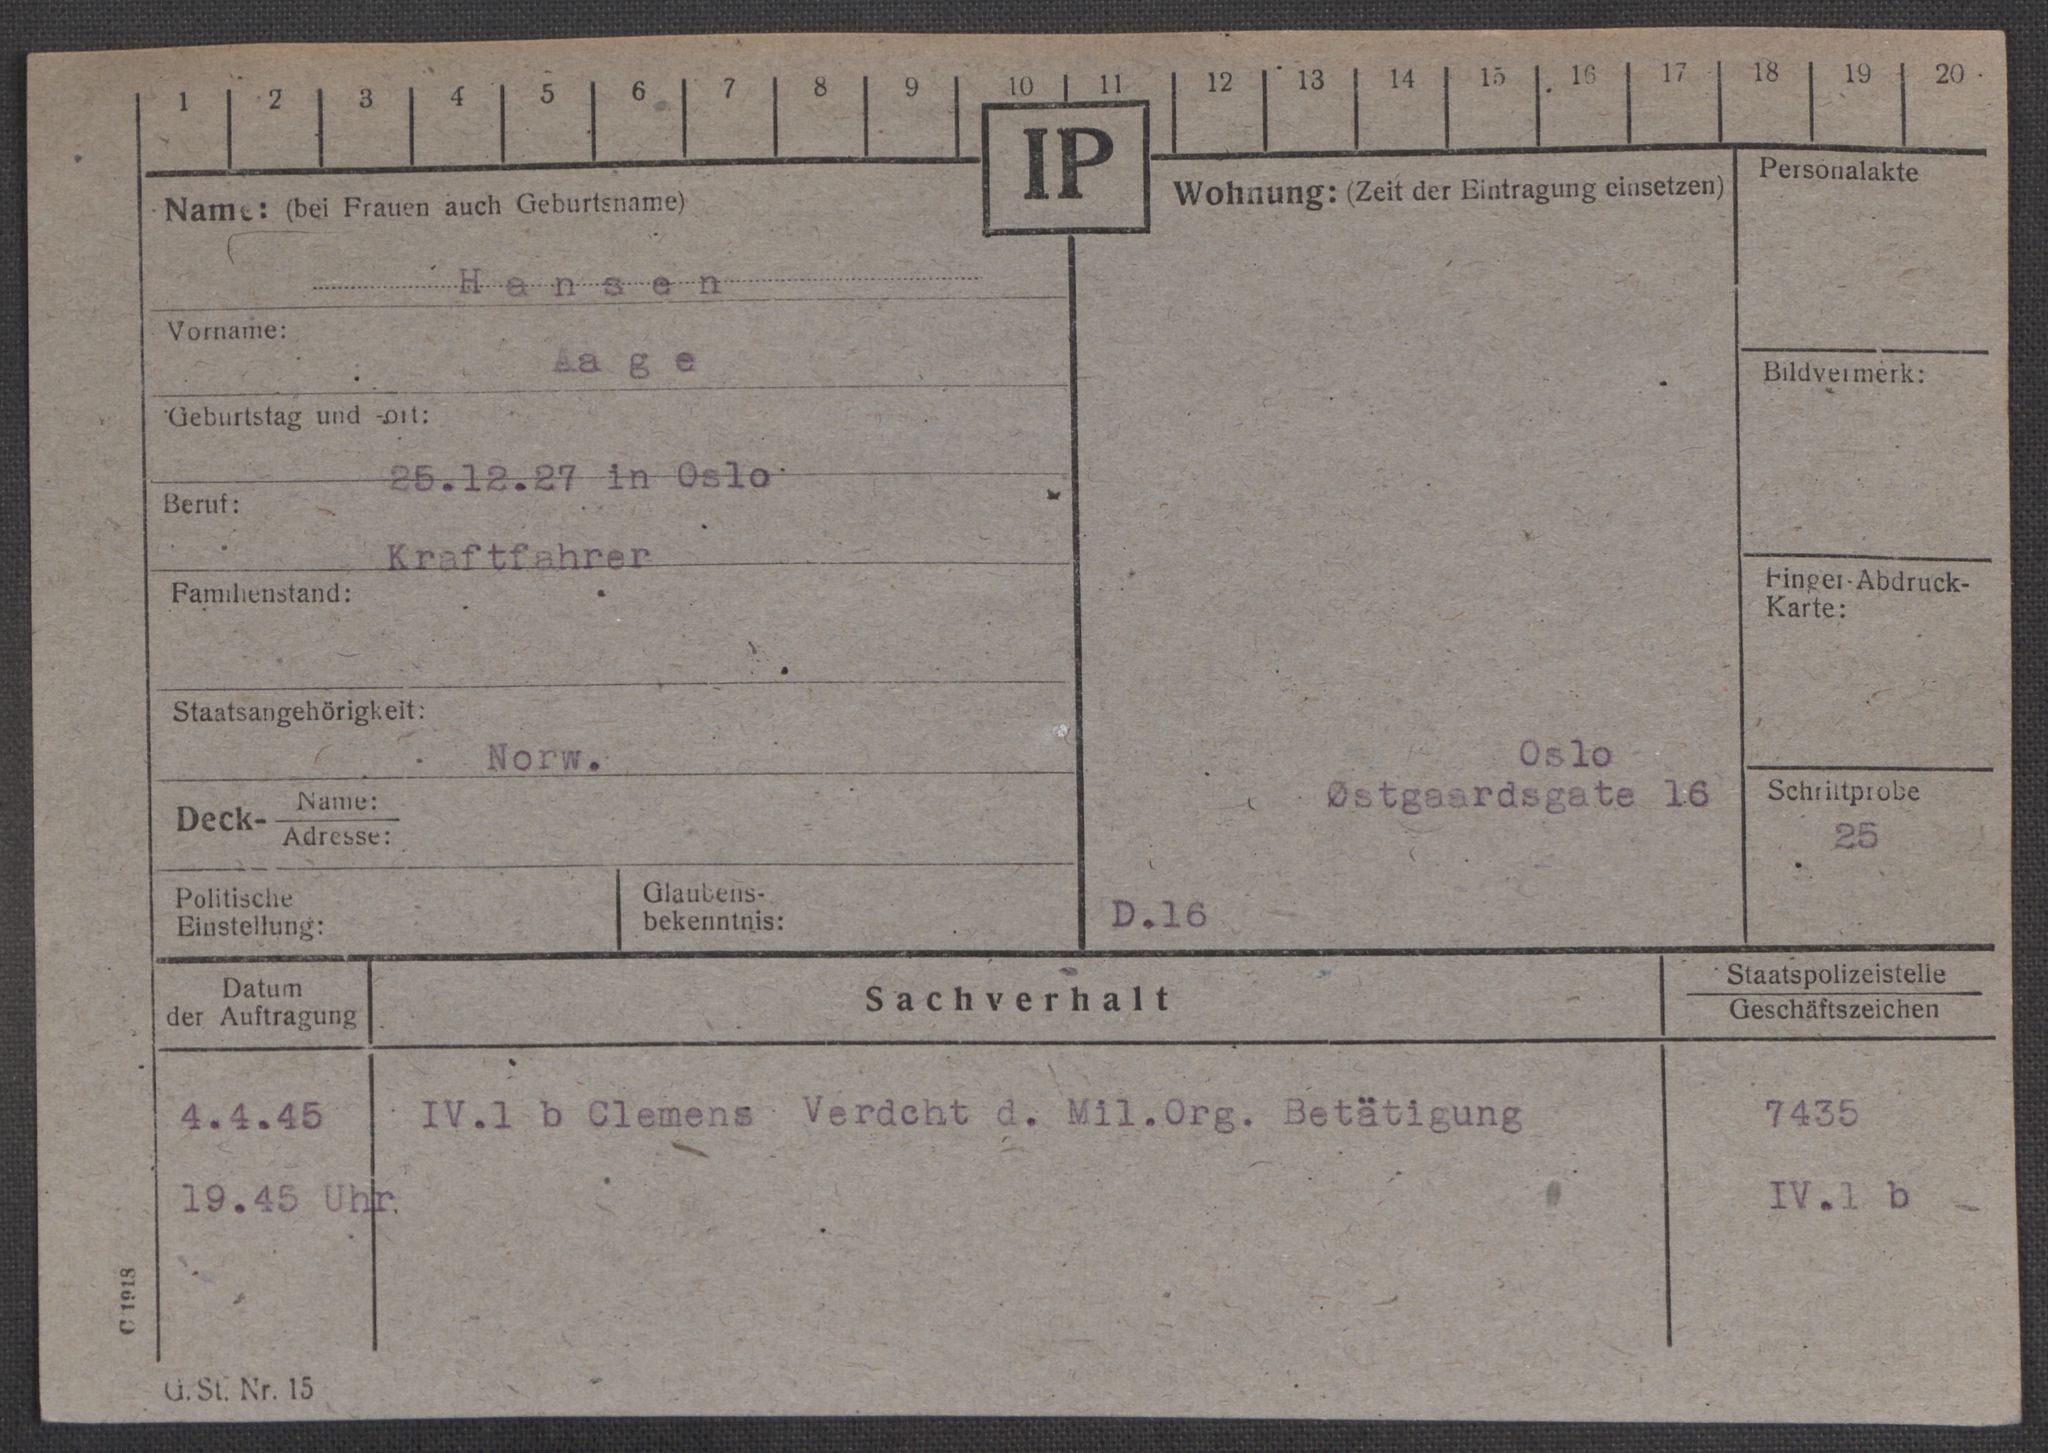 1 2 3 4 5 6 7 8 9 10 11 12 13 14 15 16 17 18 19 20
IP
Name: (bei Frauen auch Geburtsname)
Hansen
Vorname:
Aage
Geburtstag und -ort:
25.12.27 in Oslo
Beruf:
Kraftfahrer
Familienstand:
Staatsangehörigkeit:
Norw.
Deck- Name:
Adresse:
Politische
Einstellung:
Glaubens-
bekenntnis:
Wohnung: (Zeit der Eintragung einsetzen)
Oslo
Østgaardsgate 16
D.16
Personalakte
Bildvermerk:
Finger-Abdruck-
Karte:
Schriftprobe
25
Datum
der Auftragung
Sachverhalt
Staatspolizeistelle
Geschäftszeichen
4.4.45 IV.1 b Clemens Verdcht d. Mil.Org. Betätigung 7435
19.45 Uhr IV.1 b
C 1918
G. St. Nr. 15